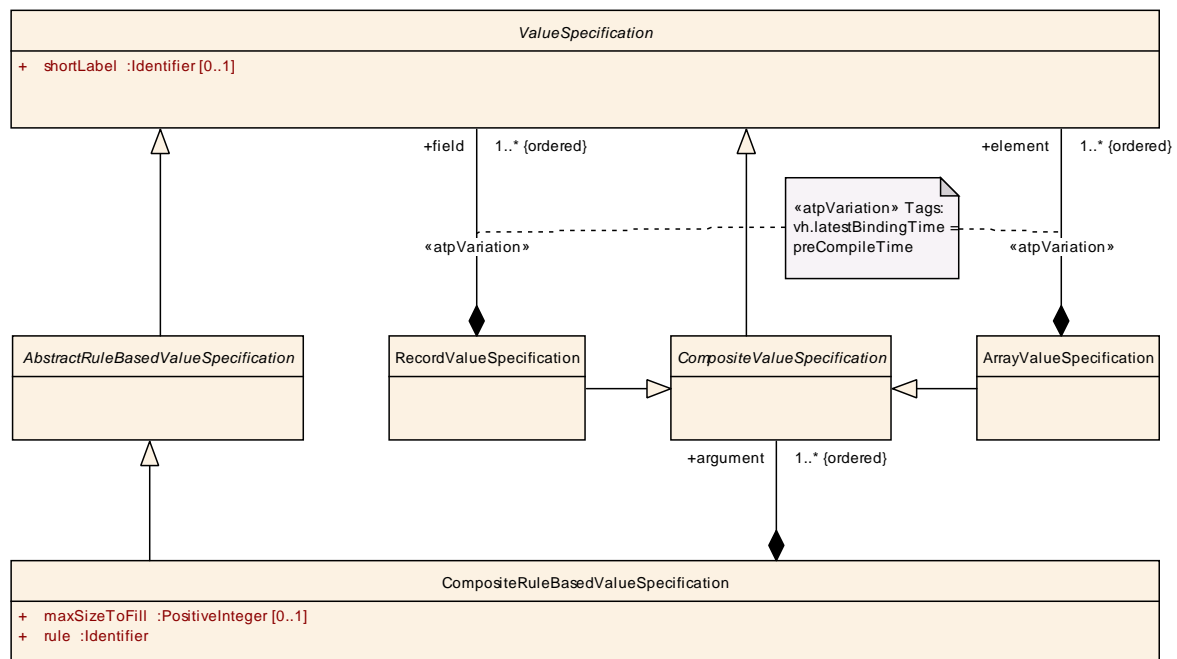 ValueSpecification
+ shortLabel :Identifier [0..1]
+field 1..* {ordered}
+element 1..* {ordered}
«atpVariation» Tags:
vh.latestBindingTime =
preCompileTime
«atpVariation»
«atpVariation»
AbstractRuleBasedValueSpecification
RecordValueSpecification
CompositeValueSpecification
ArrayValueSpecification
+argument 1..* {ordered}
CompositeRuleBasedValueSpecification
+ maxSizeToFill :PositiveInteger [0..1]
+ rule :Identifier